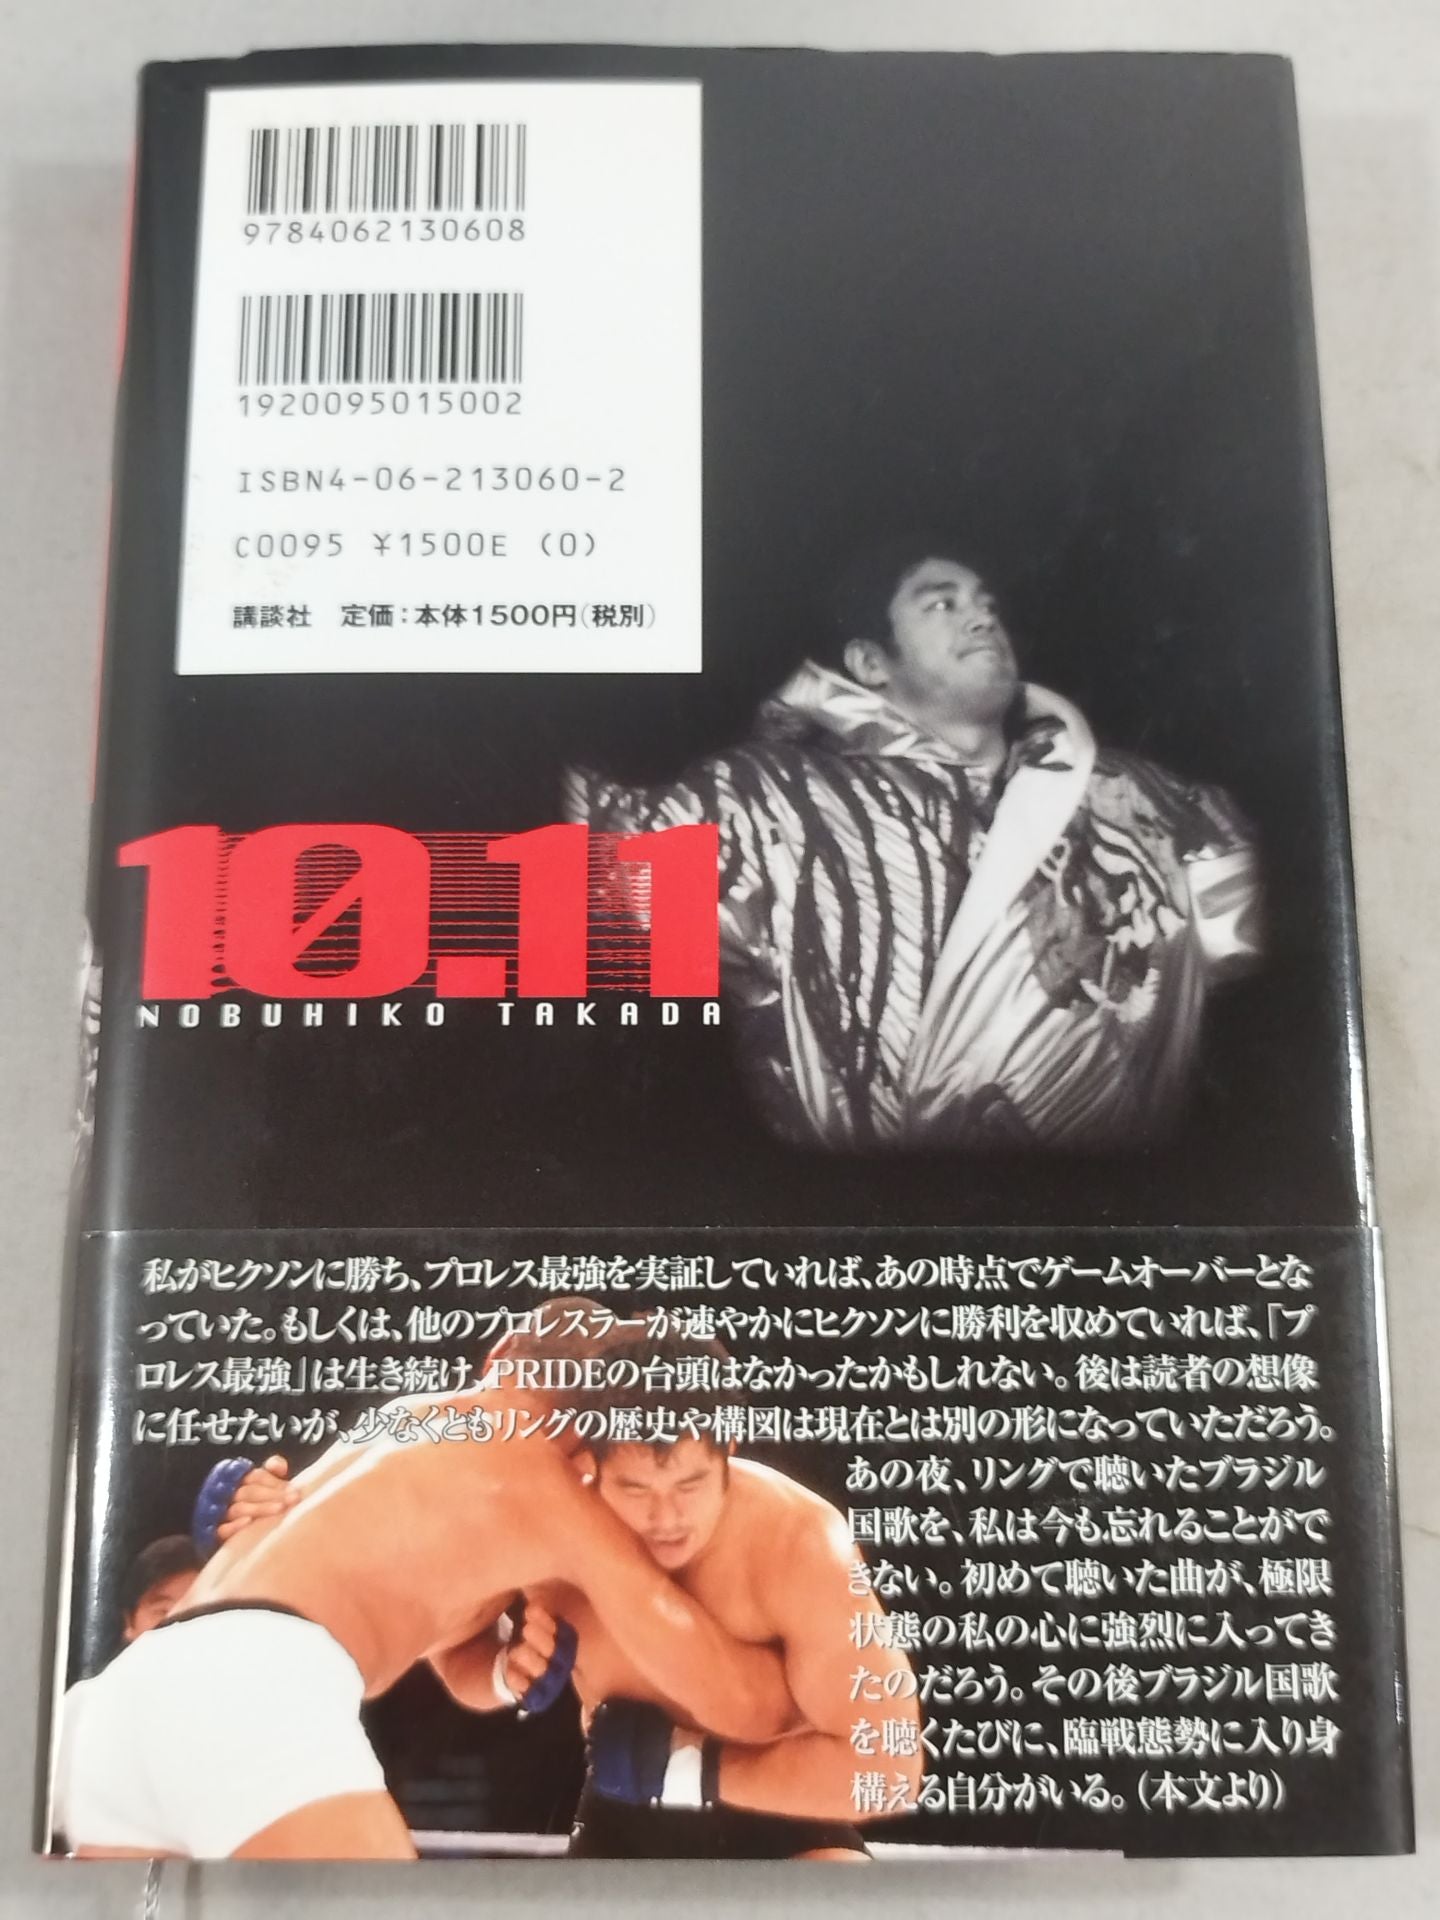 9784062130608
1920095015002
ISBN4-06-213060-2
C0095 ¥1500E (0)
講談社 定価:本体1500円(税別)
10.11
NOBUHIKO TAKADA
私がヒクソンに勝ち、プロレス最強を実証していれば、あの時点でゲームオーバーとな
っていた。もしくは、他のプロレスラーが速やかにヒクソンに勝利を収めていれば、「プ
ロレス最強」は生き続け、PRIDEの台頭はなかったかもしれない。後は読者の想像
に任せたいが、少なくともリングの歴史や構図は現在とは別の形になっていただろう。
あの夜、リングで聴いたブラジル
国歌を、私は今も忘れることがで
きない。初めて聴いた曲が、極限
状態の私の心に強烈に入ってき
たのだろう。その後ブラジル国歌
を聴くたびに、臨戦態勢に入り身
構える自分がいる。(本文より)